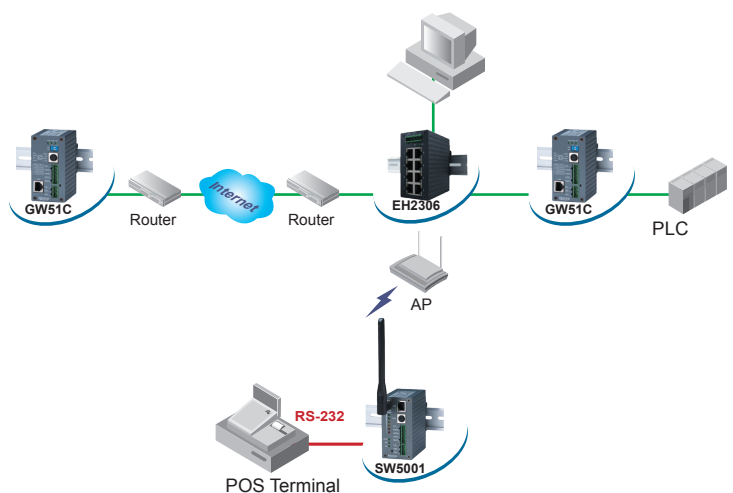 Internet
GW51C
Router
Router
EH2306
GW51C
PLC
AP
RS-232
SW5001
POS Terminal